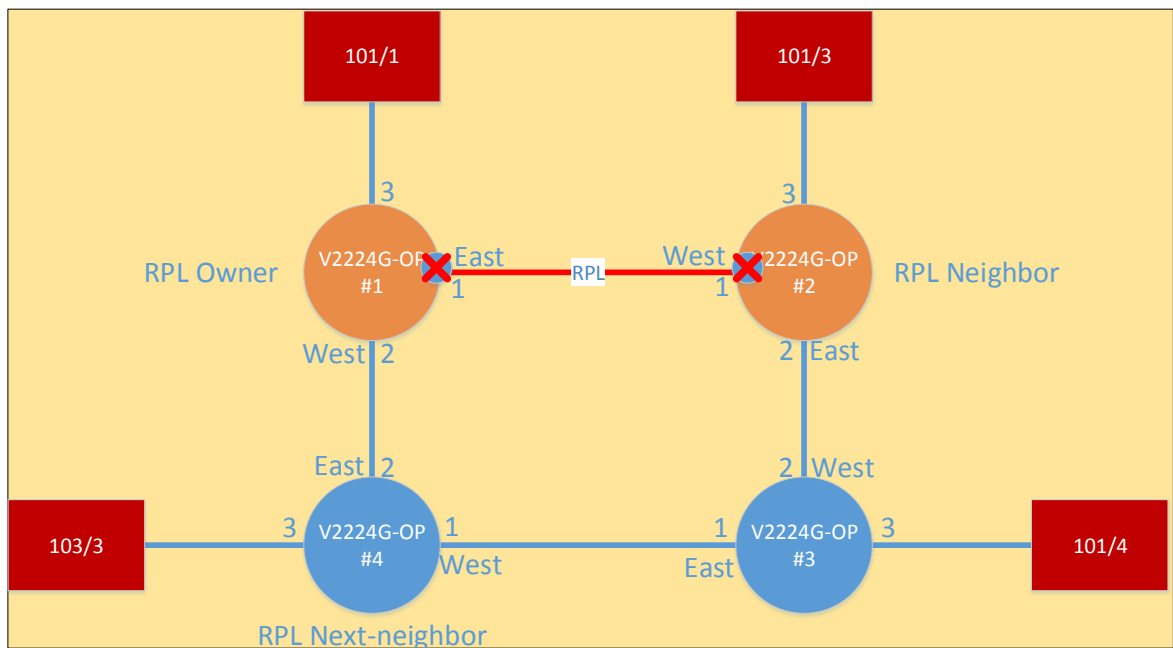 101/1
101/3
3
3
RPL Owner
V2224G-OP
#1
East
1
RPL
West
1
V2224G-OP
#2
RPL Neighbor
West
2
2
East
East
2
2
West
103/3
3
V2224G-OP
#4
1
West
1
East
V2224G-OP
#3
3
101/4
RPL Next-neighbor